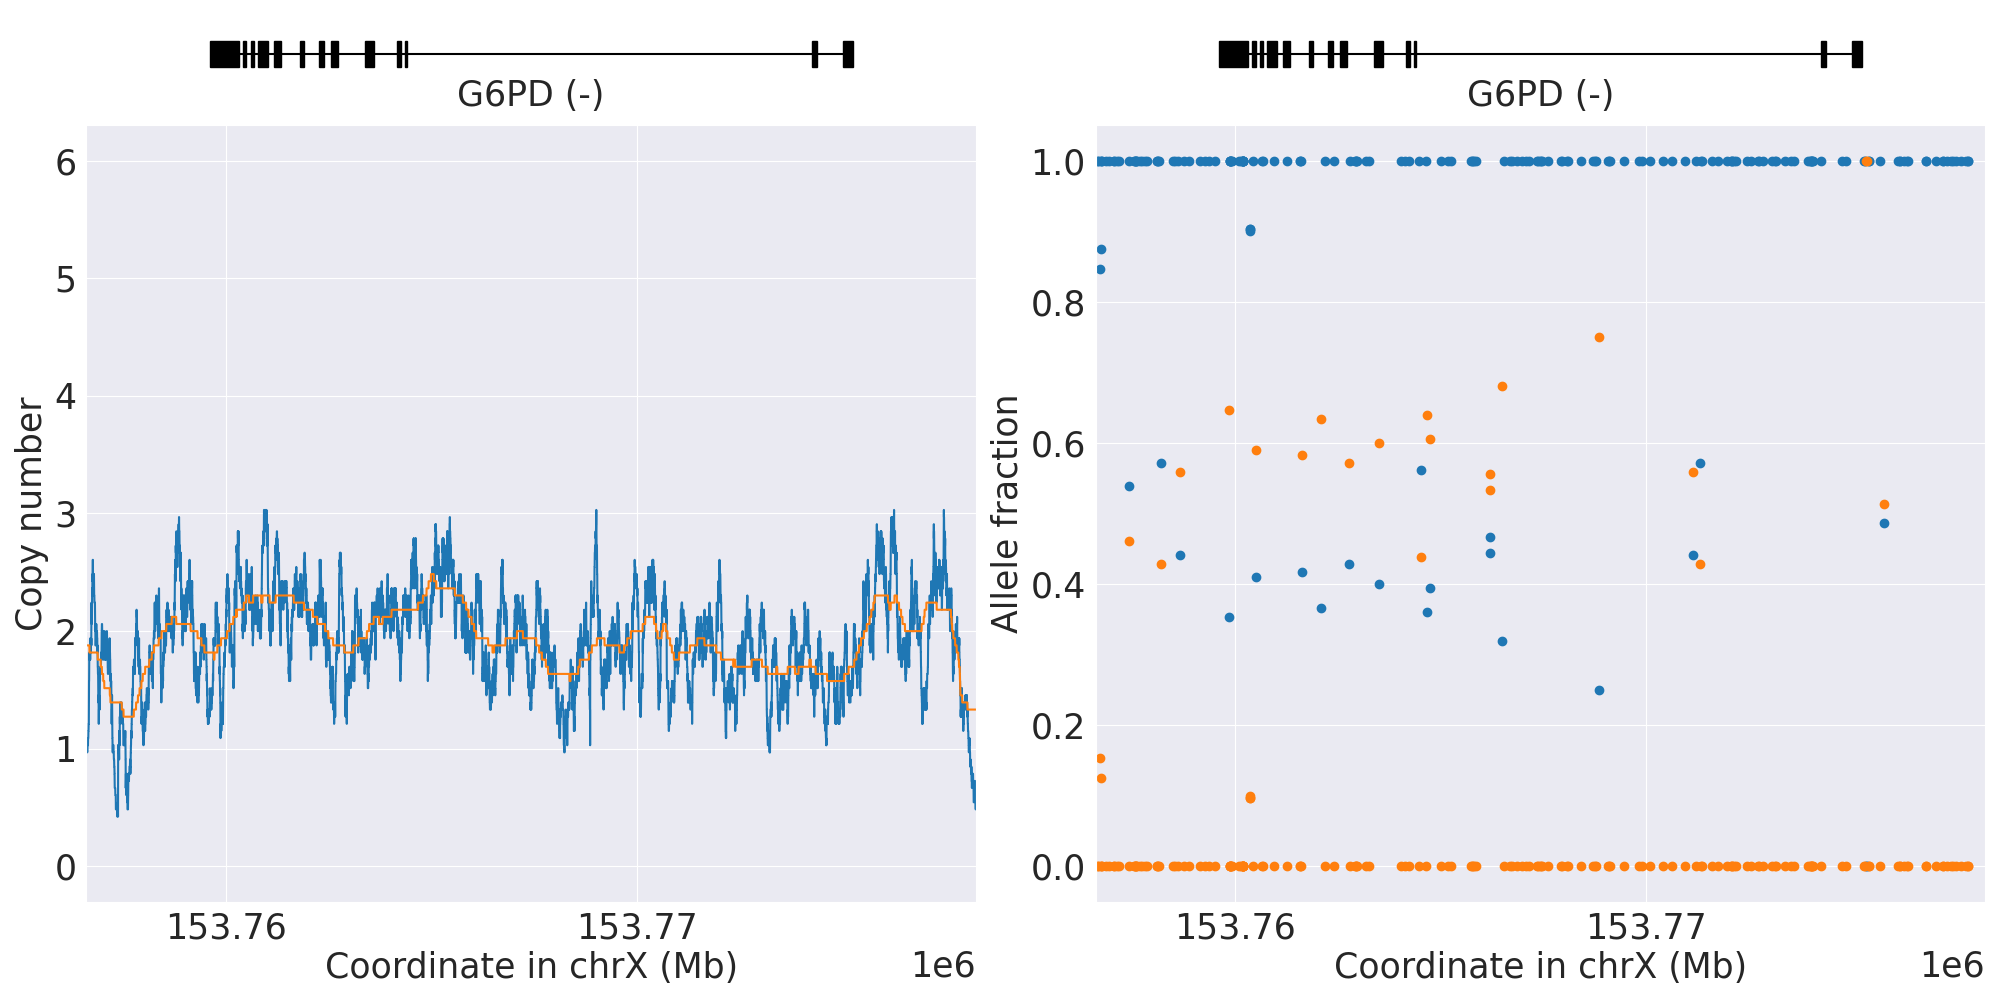 G6PD (-)
6
5
4
3
2
1
0
Copy number
153.76
153.77
Coordinate in chrX (Mb)
1e6
G6PD (-)
1.0
0.8
0.6
0.4
0.2
0.0
Allele fraction
153.76
153.77
Coordinate in chrX (Mb)
1e6